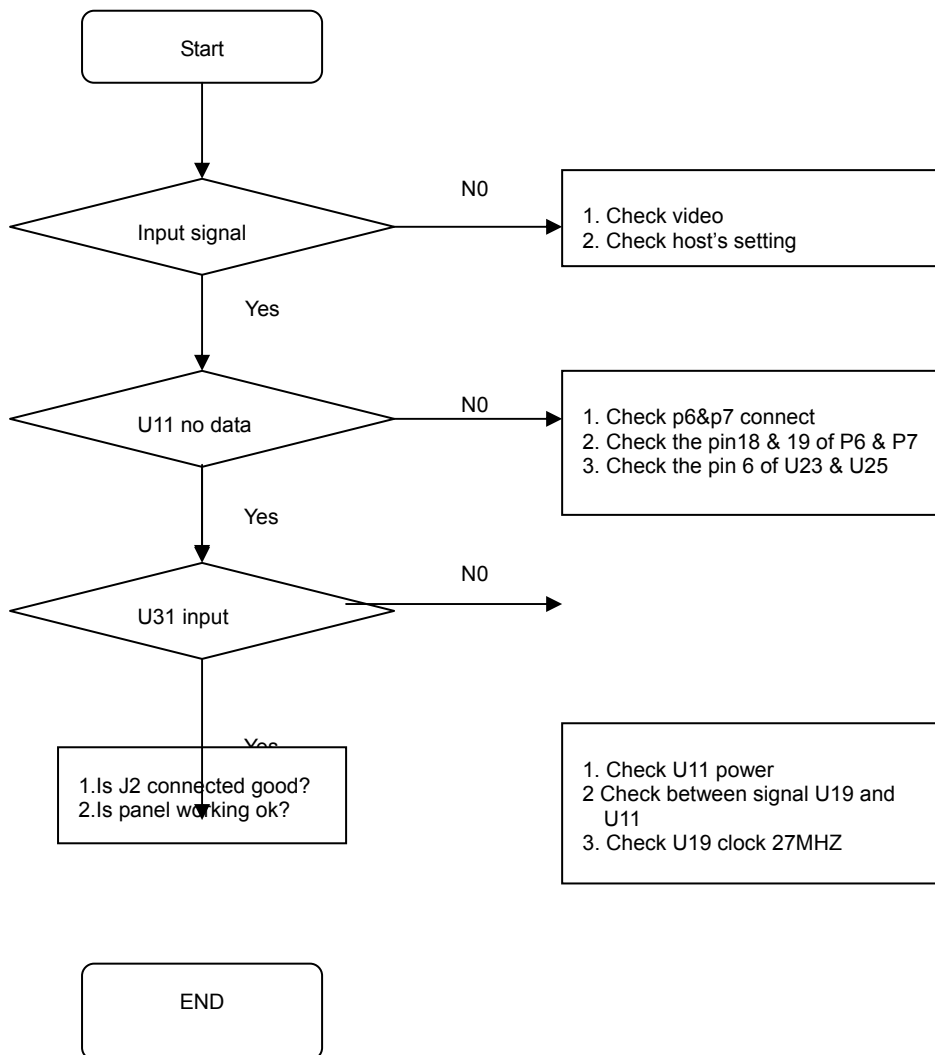 Start
Input signal
N0
1. Check video
2. Check host's setting
Yes
U11 no data
N0
1. Check p6&p7 connect
2. Check the pin18 & 19 of P6 & P7
3. Check the pin 6 of U23 & U25
Yes
U31 input
N0
Yes
1.Is J2 connected good?
2.Is panel working ok?
1. Check U11 power
2 Check between signal U19 and
U11
3. Check U19 clock 27MHZ
END